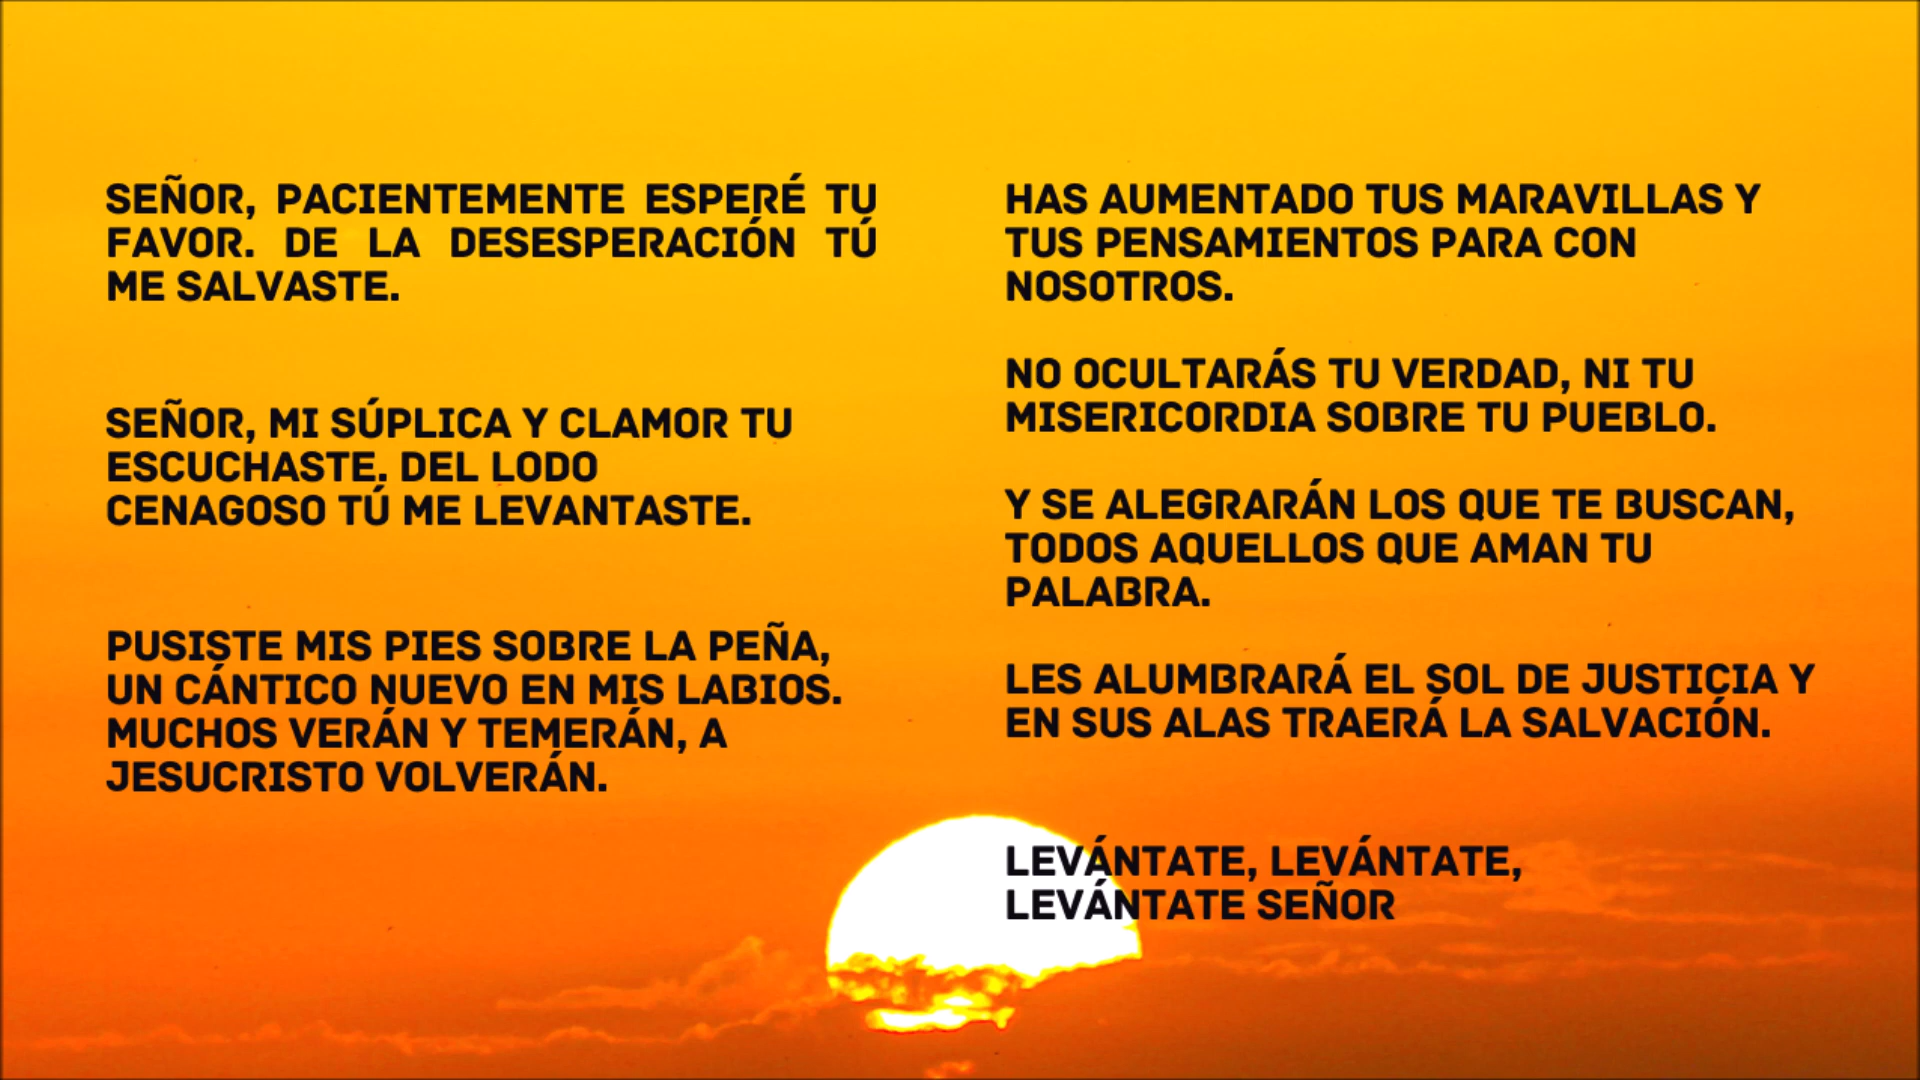 SEÑOR, PACIENTEMENTE ESPERÉ TU
FAVOR. DE LA DESESPERACIÓN TÚ
ME SALVASTE.
SEÑOR, MI SÚPLICA Y CLAMOR TU
ESCUCHASTE. DEL LODO
CENAGOSO TÚ ME LEVANTASTE.
PUSISTE MIS PIES SOBRE LA PEÑA,
UN CÁNTICO NUEVO EN MIS LABIOS.
MUCHOS VERÁN Y TEMERÁN, A
JESUCRISTO VOLVERÁN.
HAS AUMENTADO TUS MARAVILLAS Y
TUS PENSAMIENTOS PARA CON
NOSOTROS.
NO OCULTARÁS TU VERDAD, NI TU
MISERICORDIA SOBRE TU PUEBLO.
Y SE ALEGRARÁN LOS QUE TE BUSCAN,
TODOS AQUELLOS QUE AMAN TU
PALABRA.
LES ALUMBRARÁ EL SOL DE JUSTICIA Y
EN SUS ALAS TRAERÁ LA SALVACIÓN.
LEVÁNTATE, LEVÁNTATE,
LEVÁNTATE SEÑOR